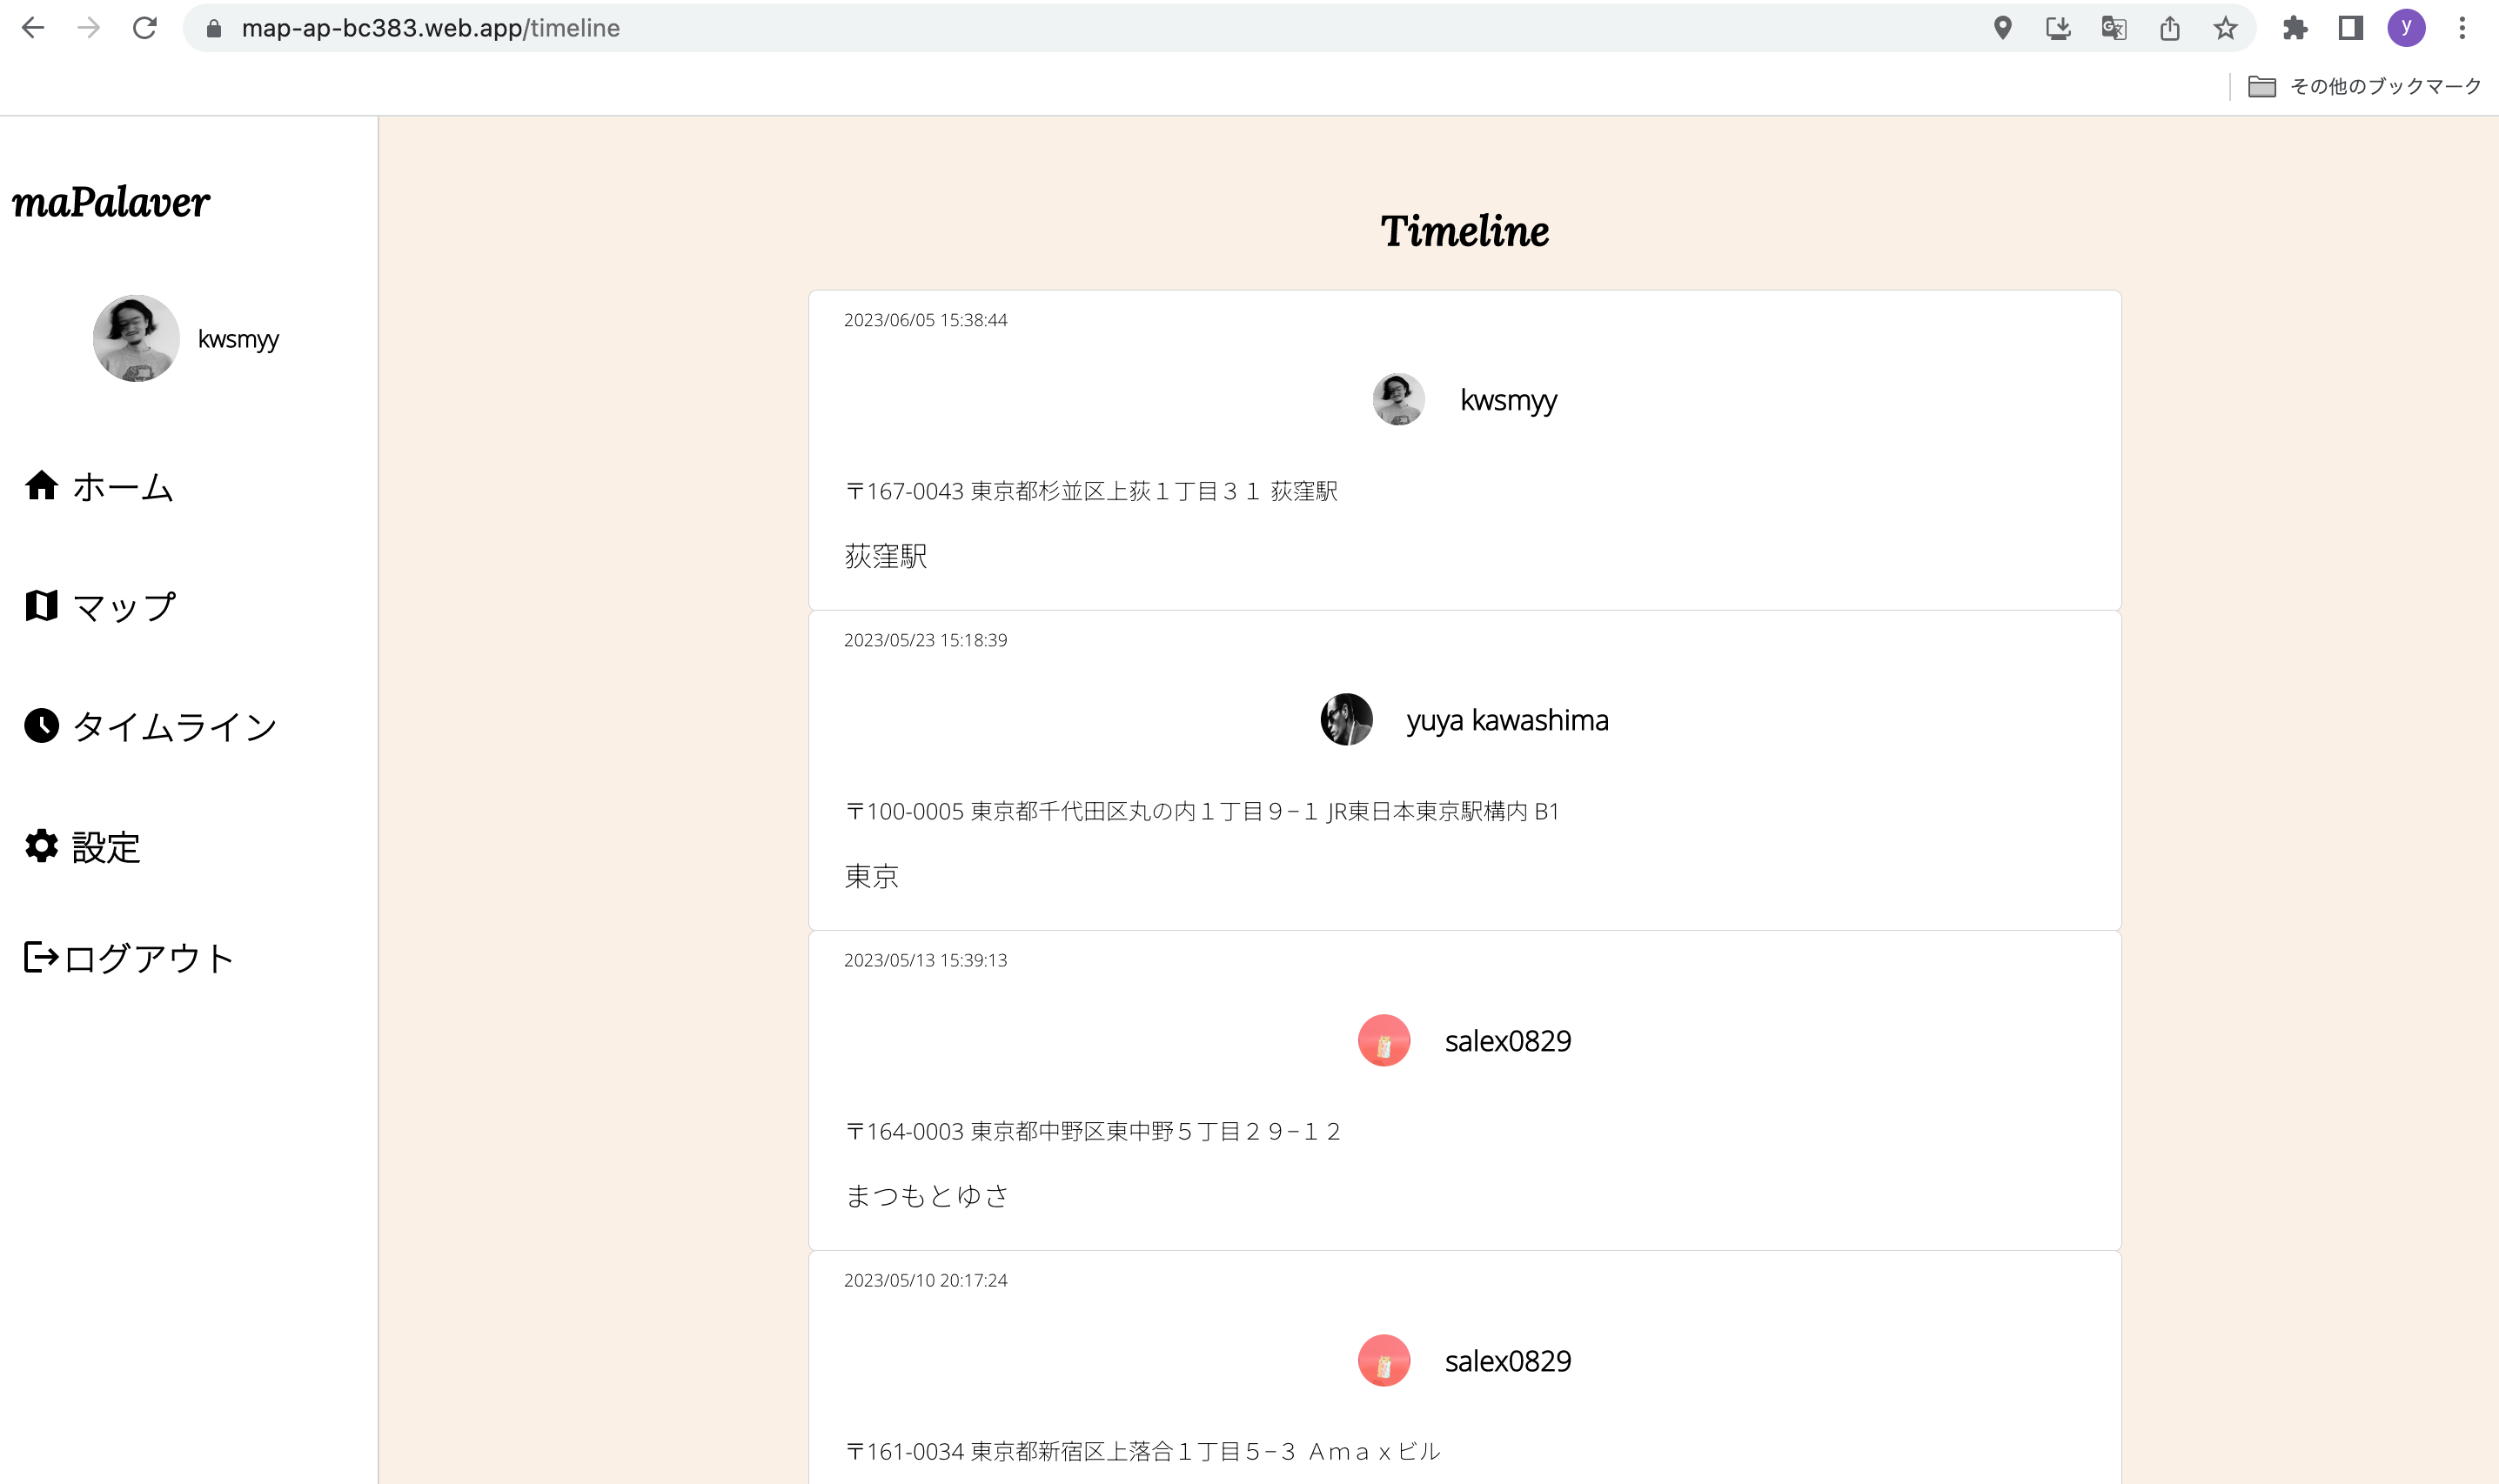 map-ap-bc383.web.app/timeline
y
その他のブックマーク
maPalaver
kwsmyy
ホーム
マップ
タイムライン
設定
ログアウト
Timeline
2023/06/05 15:38:44
kwsmyy
〒167-0043 東京都杉並区上荻１丁目３１ 荻窪駅
荻窪駅
2023/05/23 15:18:39
yuya kawashima
〒100-0005 東京都千代田区丸の内１丁目９−１ JR東日本東京駅構内 B1
東京
2023/05/13 15:39:13
salex0829
〒164-0003 東京都中野区東中野５丁目２９−１２
まつもとゆさ
2023/05/10 20:17:24
salex0829
〒161-0034 東京都新宿区上落合１丁目５−３ Ａｍａｘビル